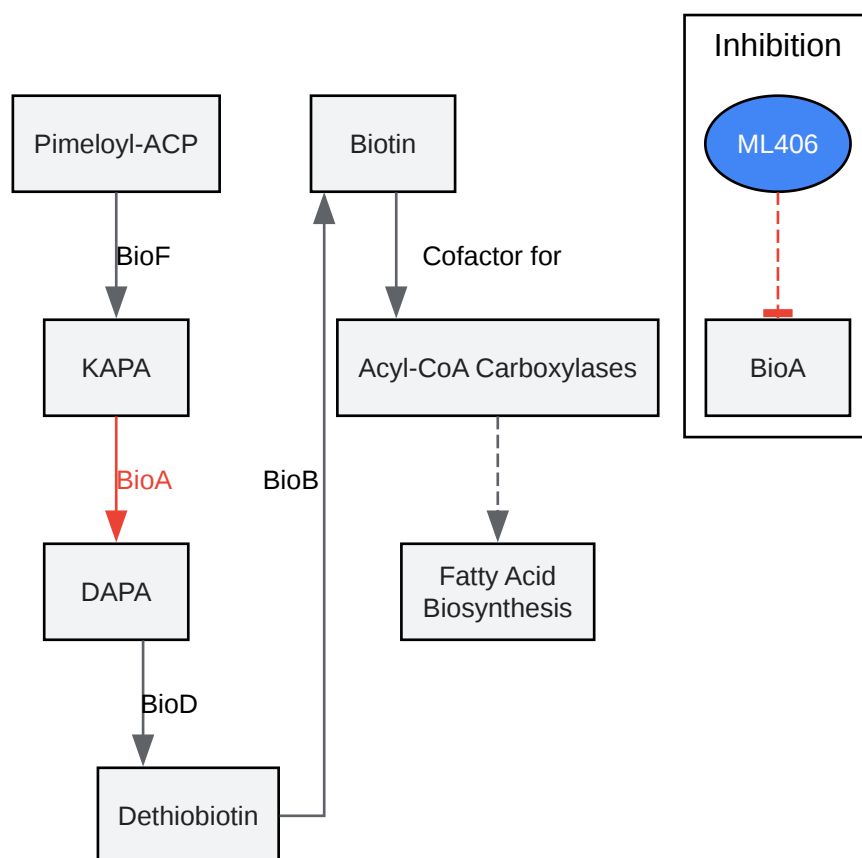 Pimeloyl-ACP
BioF
KAPA
BioA
DAPA
BioD
Dethiobiotin
BioB
Biotin
Cofactor for
Acyl-CoA Carboxylases
Fatty Acid
Biosynthesis
Inhibition
ML406
BioA